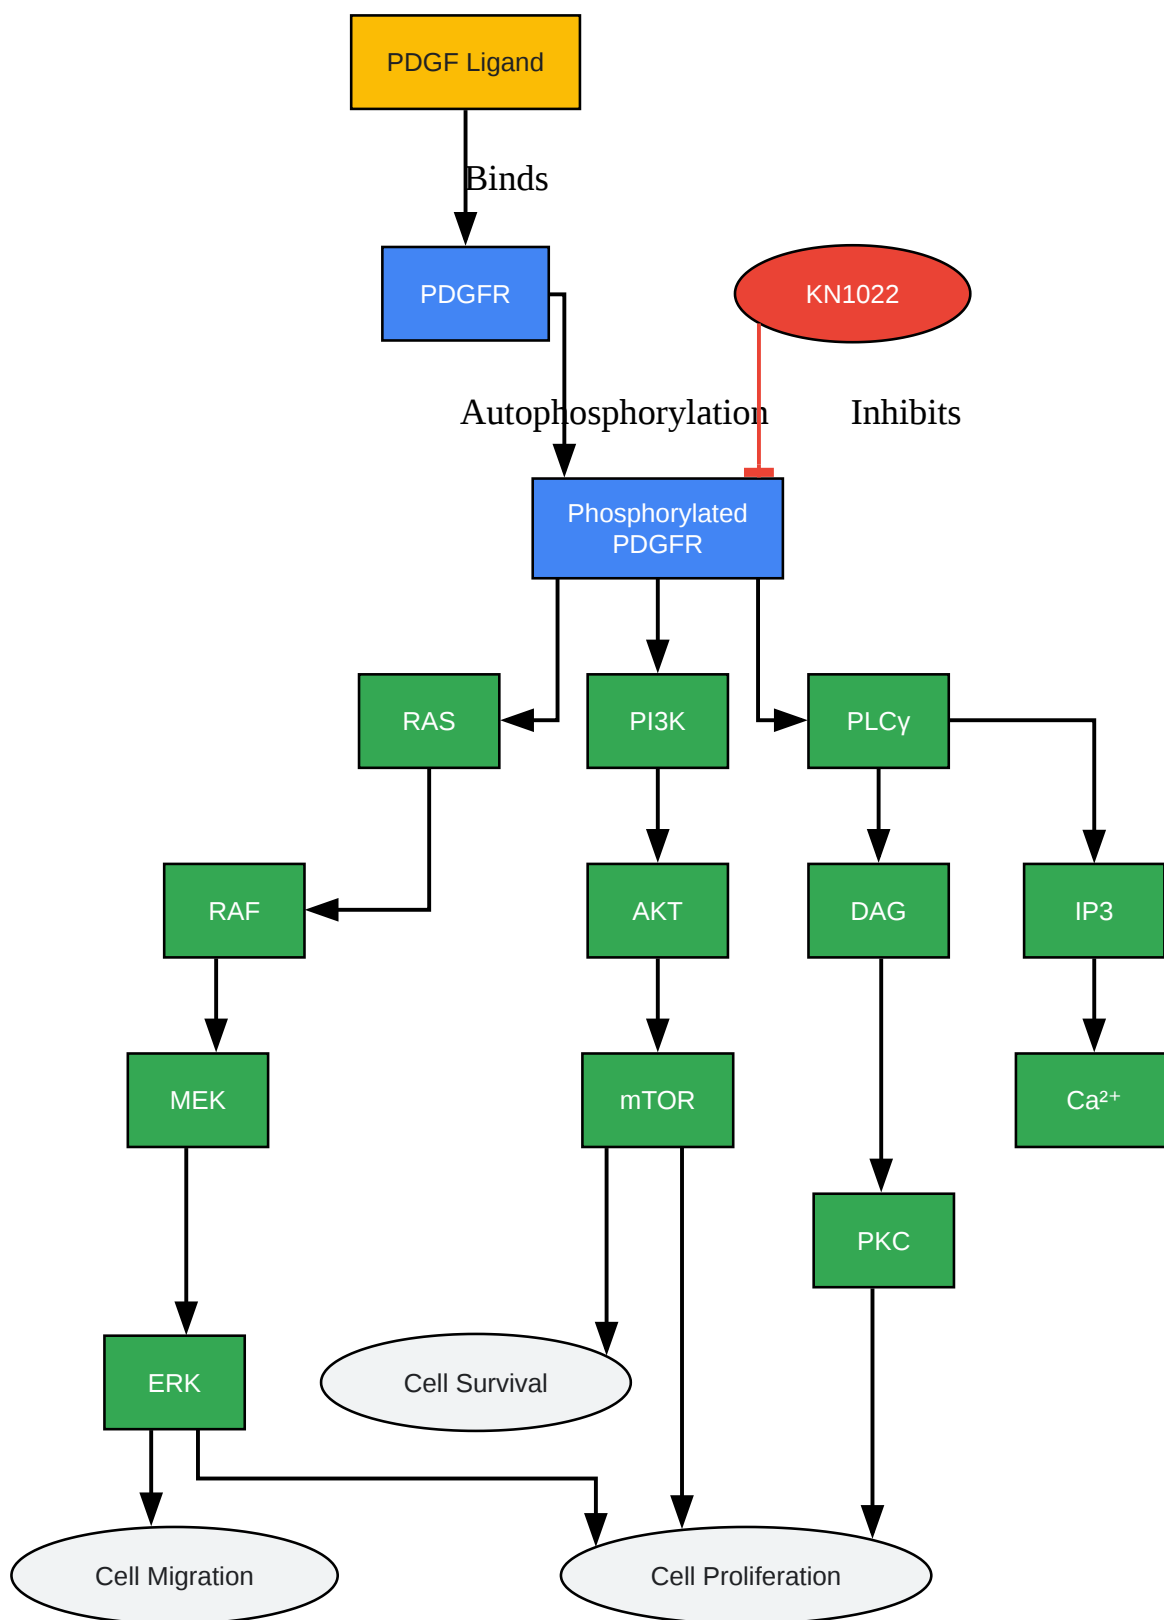 PDGF Ligand
Binds
PDGFR
KN1022
Autophosphorylation
Inhibits
Phosphorylated
PDGFR
RAS
PI3K
PLCγ
RAF
AKT
DAG
IP3
MEK
mTOR
Ca²⁺
PKC
ERK
Cell Survival
Cell Migration
Cell Proliferation